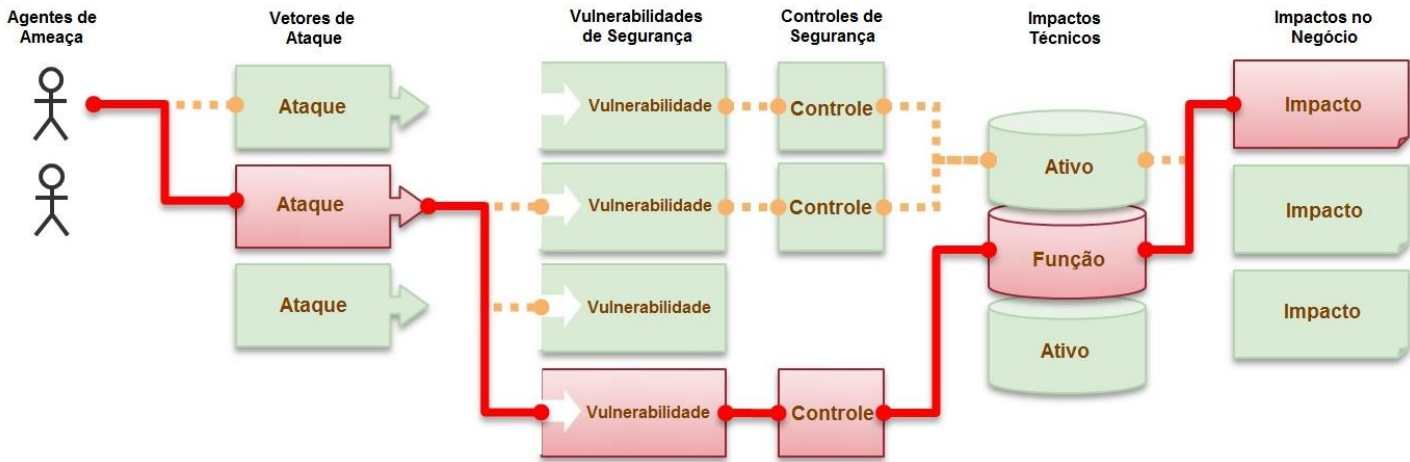 Agentes de
Ameaça
Vetores de
Ataque
Vulnerabilidades
de Segurança
Controles de
Segurança
Impactos
Técnicos
Impactos no
Negócio
Ataque
Ataque
Ataque
Vulnerabilidade
Vulnerabilidade
Vulnerabilidade
Vulnerabilidade
Controle
Controle
Controle
Ativo
Função
Ativo
Impacto
Impacto
Impacto